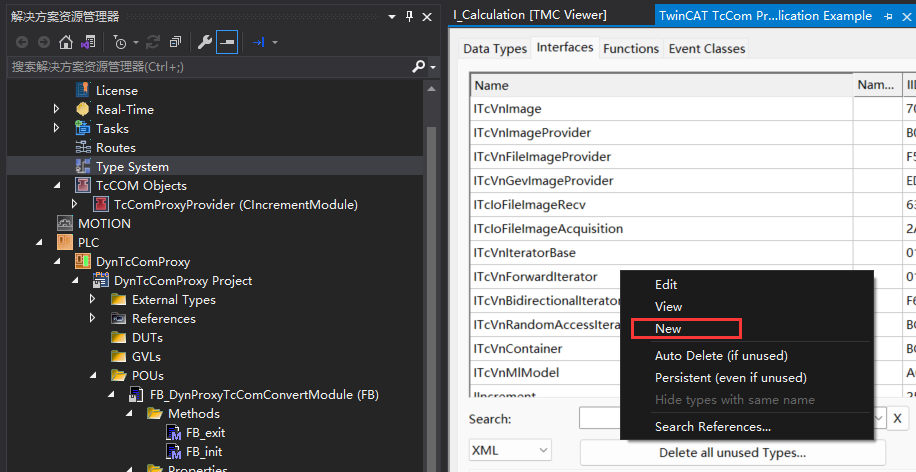 解决方案资源管理器
搜索解决方案资源管理器(Ctrl+;)
License
Real-Time
Tasks
Routes
Type System
TcCOM Objects
TcComProxyProvider (CIncrementModule)
MOTION
PLC
DynTcComProxy
DynTcComProxy Project
External Types
References
DUTs
GVLs
POUs
FB_DynProxyTcComConvertModule (FB)
Methods
FB_exit
FB_init
Properties
I_Calculation [TMC Viewer]
TwinCAT TcCom Pr...lication Example
Data Types Interfaces Functions Event Classes
Name Nam... IID
ITcVnImage 70
ITcVnImageProvider B0
ITcVnFileImageProvider F5
ITcVnGevImageProvider ED
ITcIoFileImageRecv 63
ITcIoFileImageAcquisition 2A
ITcVnIteratorBase 01
ITcVnForwardIterator 01
ITcVnBidirectionalIterator F6
ITcVnRandomAccessItera BC
ITcVnContainer BC
ITcVnMlModel A
IIncrement 25
Edit
View
New
Auto Delete (if unused)
Persistent (even if unused)
Hide types with same name
Search References...
Search: X
XML Delete all unused Types...